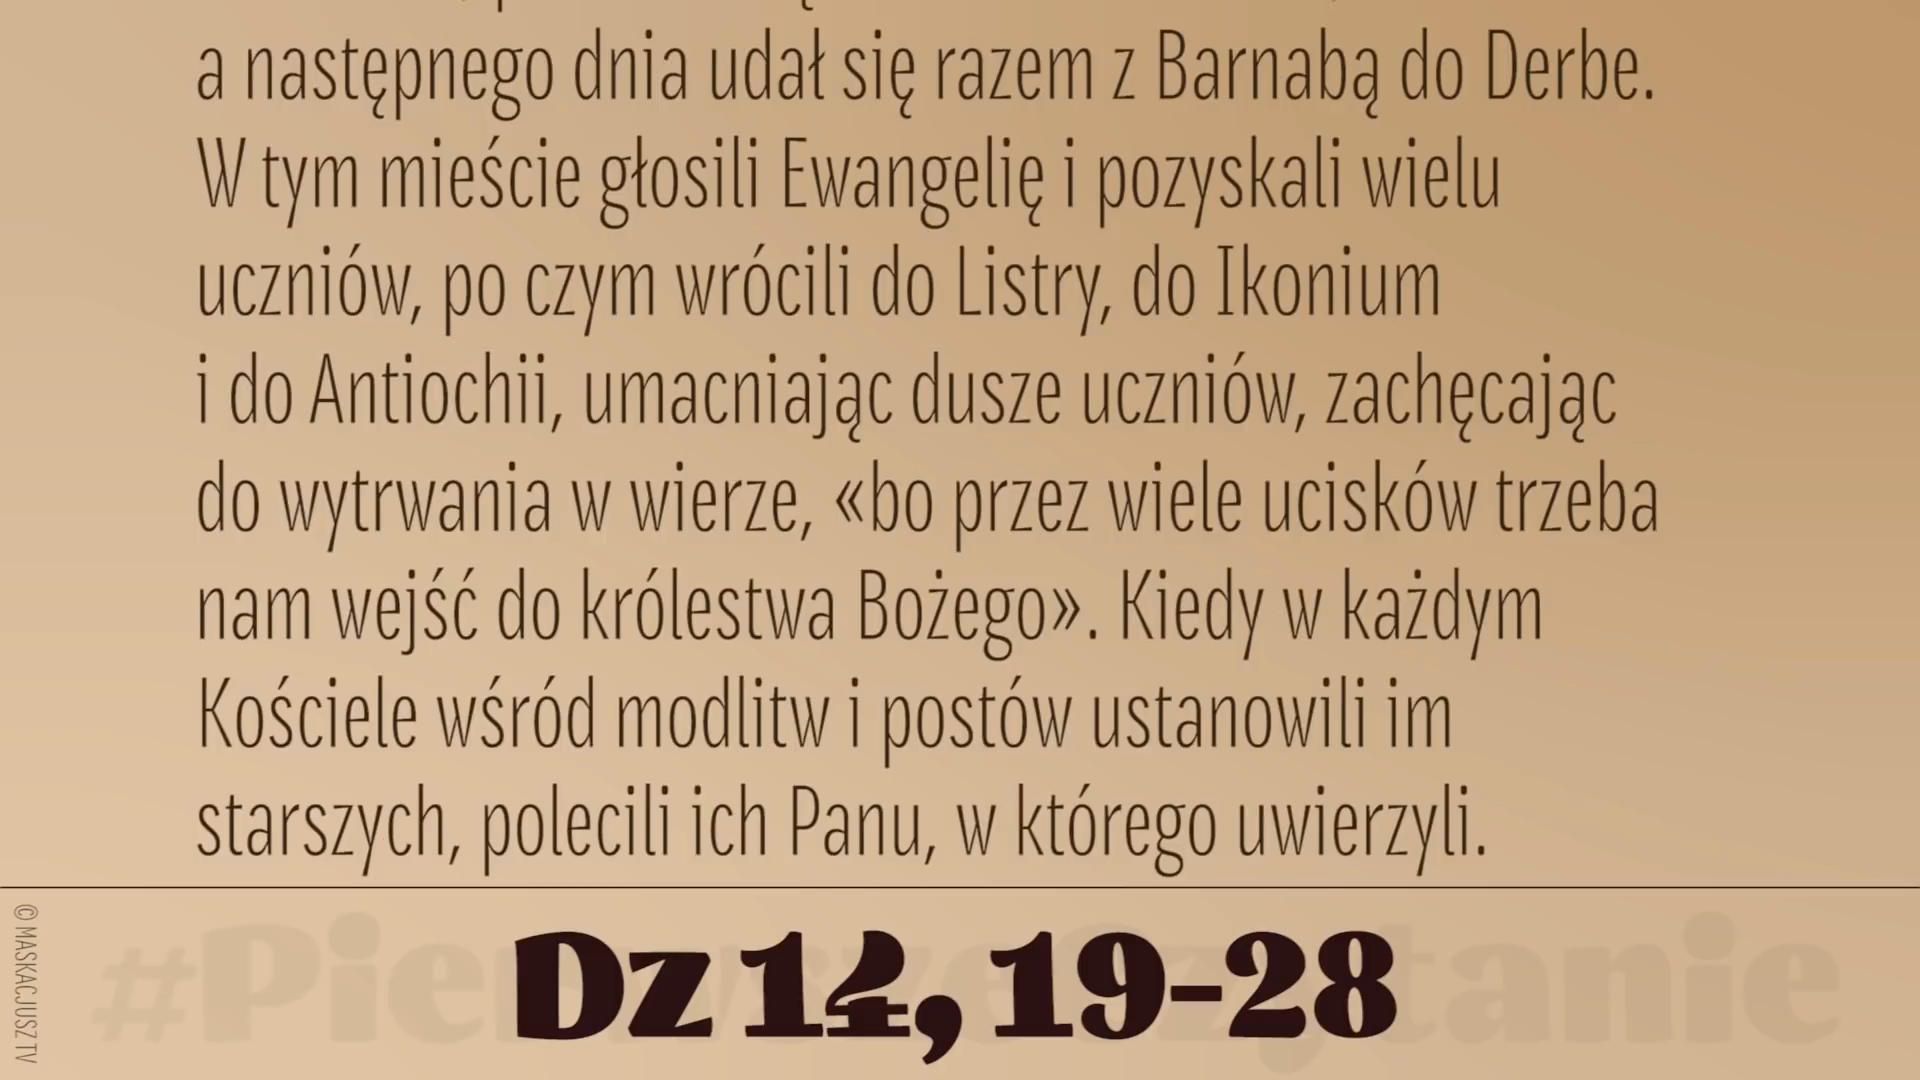 a następnego dnia udał się razem z Barnabą do Derbe.
W tym mieście głosili Ewangelię i pozyskali wielu
uczniów, po czym wrócili do Listry, do Ikonium
i do Antiochii, umacniając dusze uczniów, zachęcając
do wytrwania w wierze, «bo przez wiele ucisków trzeba
nam wejść do królestwa Bożego». Kiedy w każdym
Kościele wśród modlitw i postów ustanowili im
starszych, polecili ich Panu, w którego uwierzyli.
#PierwszeCzytanie
Dz 14, 19-28
© MASKACJUSZ TV